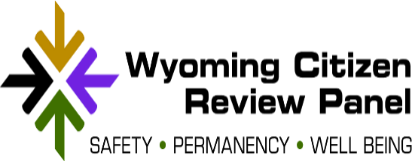 Wyoming Citizen
Review Panel
SAFETY • PERMANENCY • WELL BEING